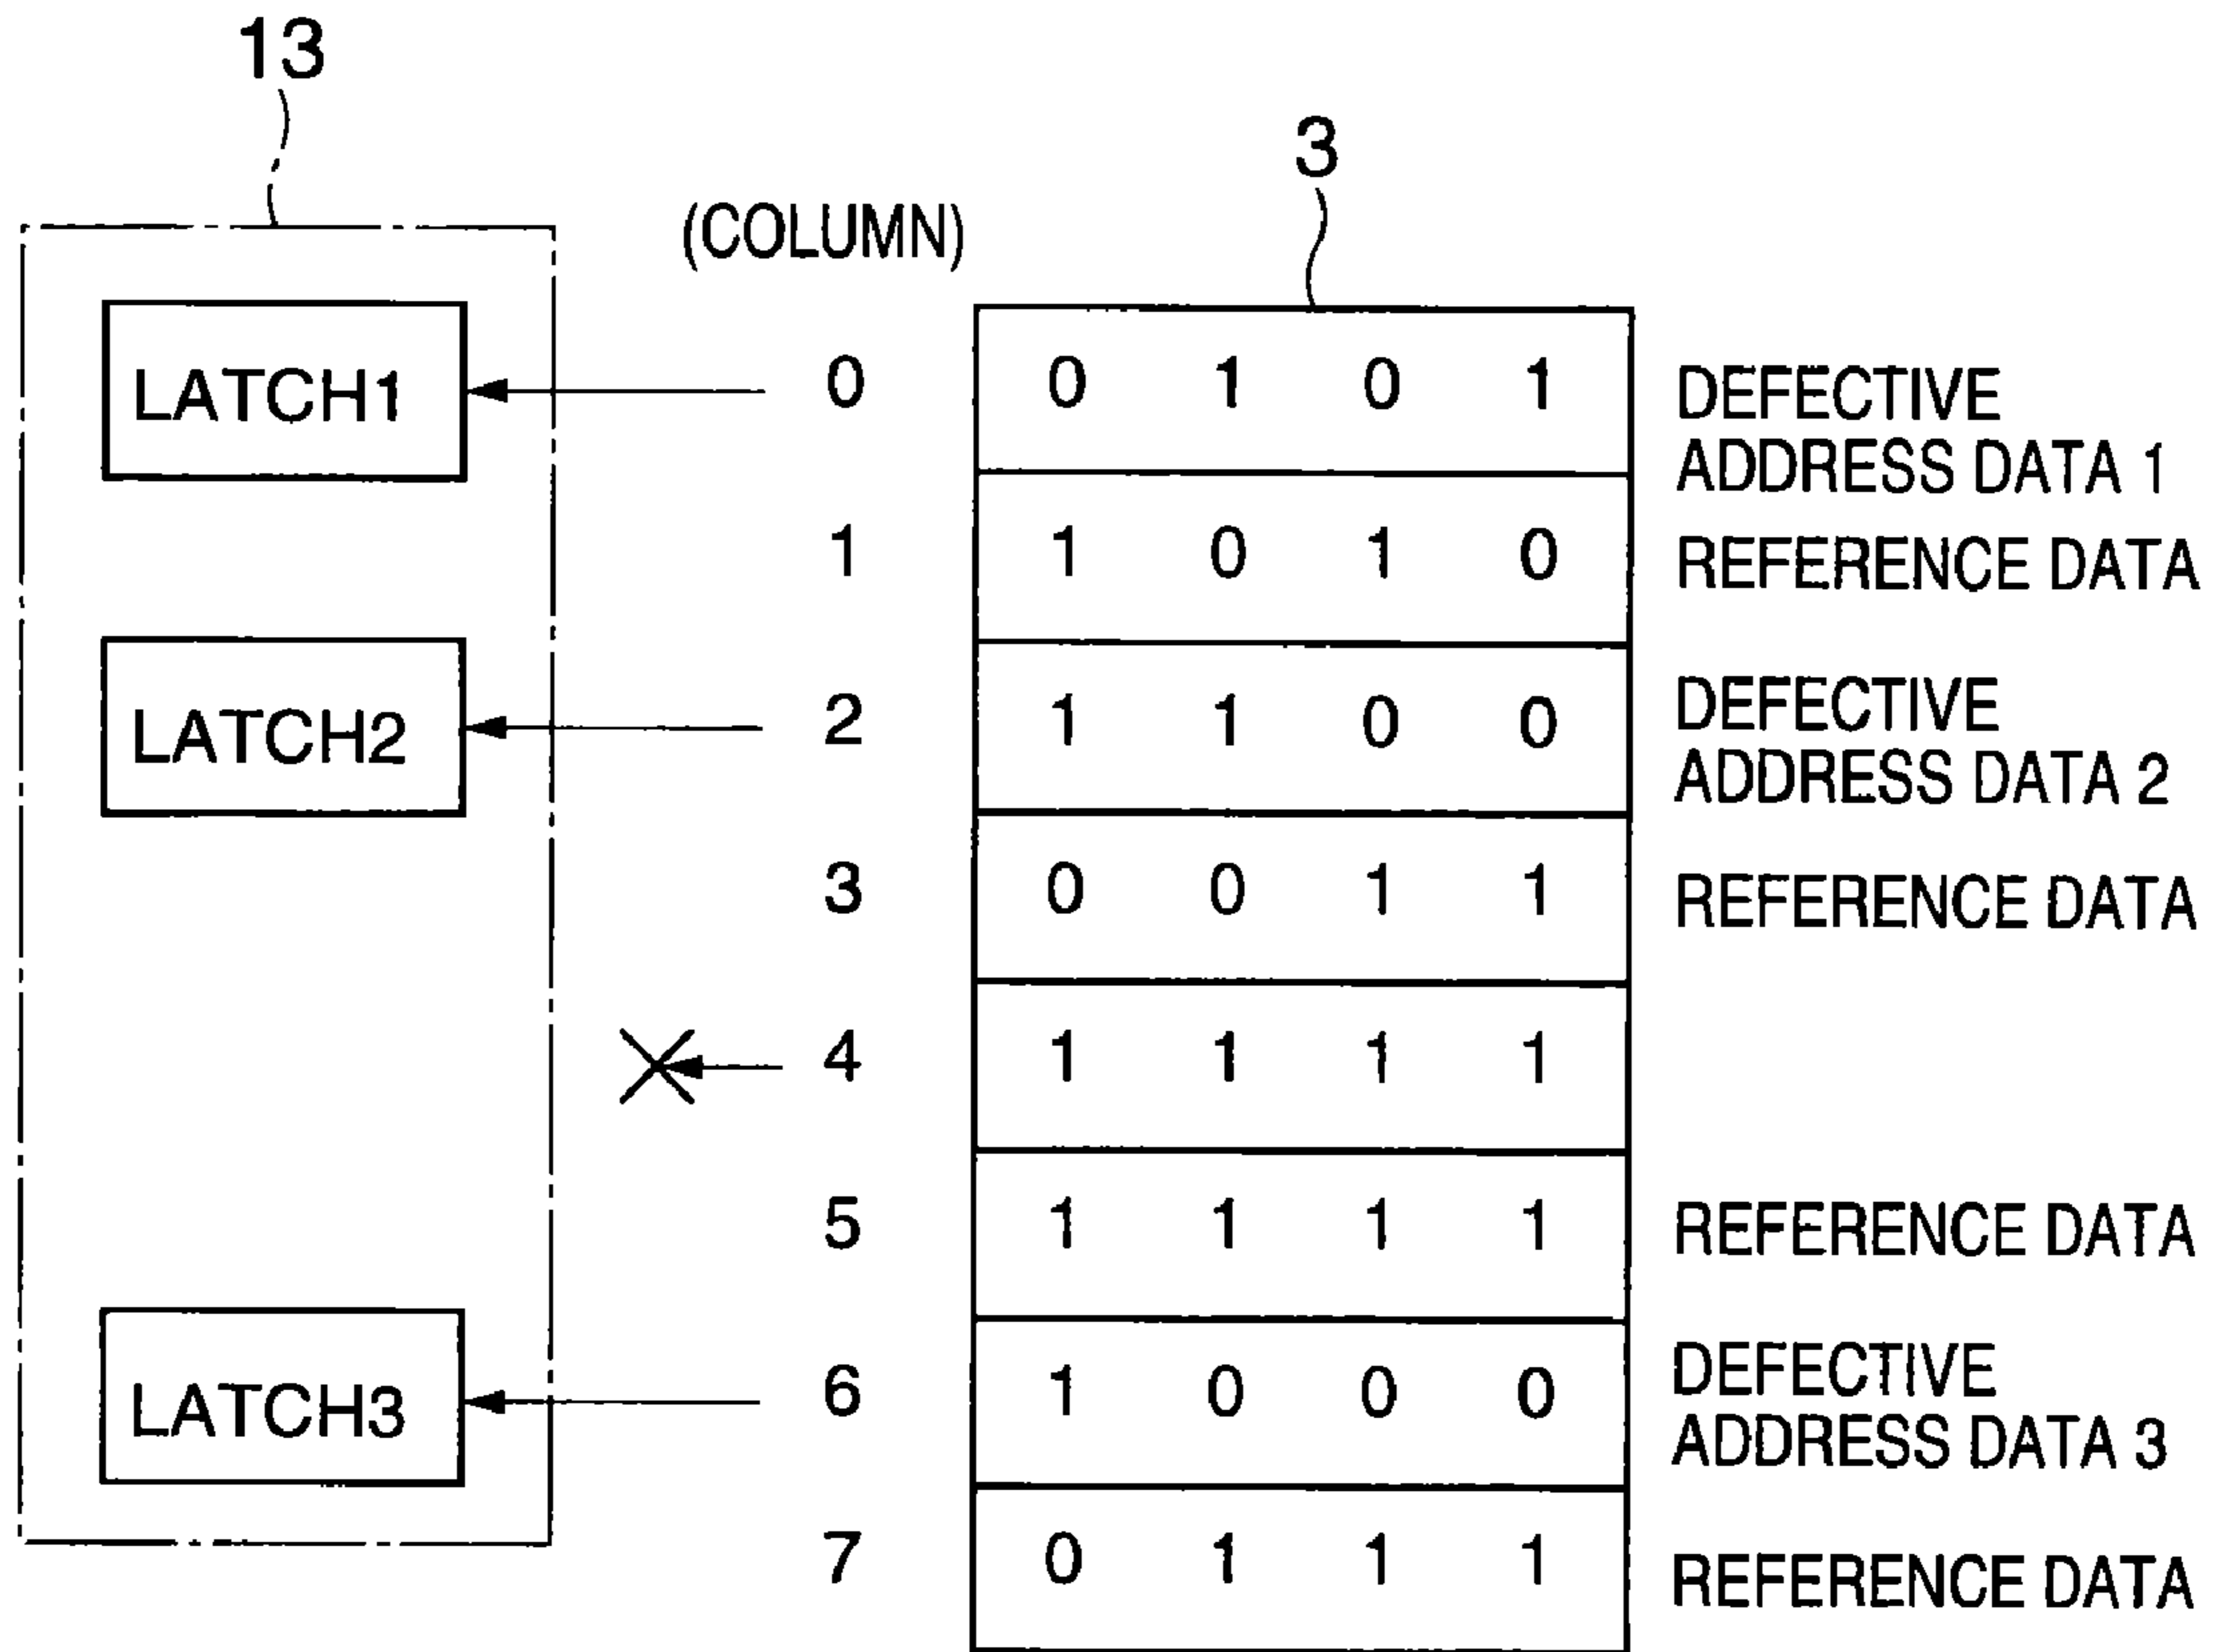 13
3
(COLUMN)
LATCH1
0
0 1 0 1
DEFECTIVE
ADDRESS DATA 1
1
1 0 1 0
REFERENCE DATA
LATCH2
2
1 1 0 0
DEFECTIVE
ADDRESS DATA 2
3
0 0 1 1
REFERENCE DATA
4
1 1 1 1
5
1 1 1 1
REFERENCE DATA
LATCH3
6
1 0 0 0
DEFECTIVE
ADDRESS DATA 3
7
0 1 1 1
REFERENCE DATA